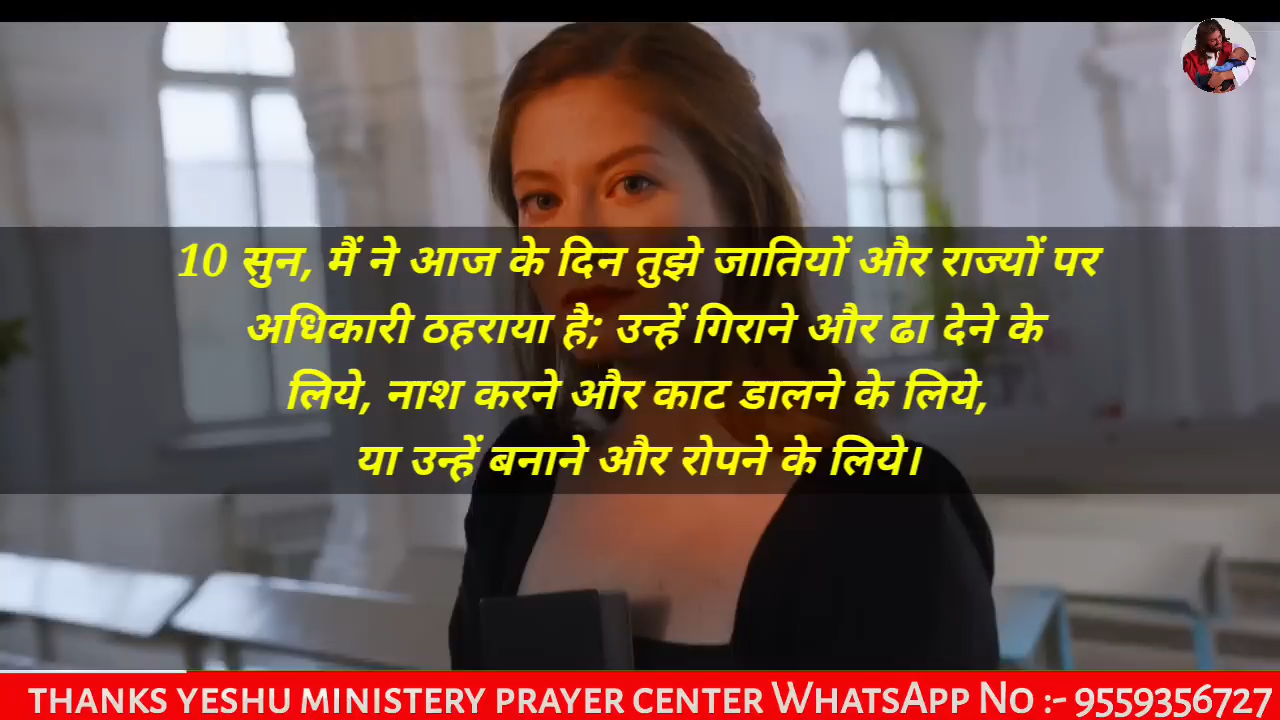 10 सुन, मैं ने आज के दिन तुझे जातियों और राज्यों पर
अधिकारी ठहराया है; उन्हें गिराने और ढा देने के
लिये, नाश करने और काट डालने के लिये,
या उन्हें बनाने और रोपने के लिये।
THANKS YESHU MINISTERY PRAYER CENTER WHATSAPP NO :- 9559356727